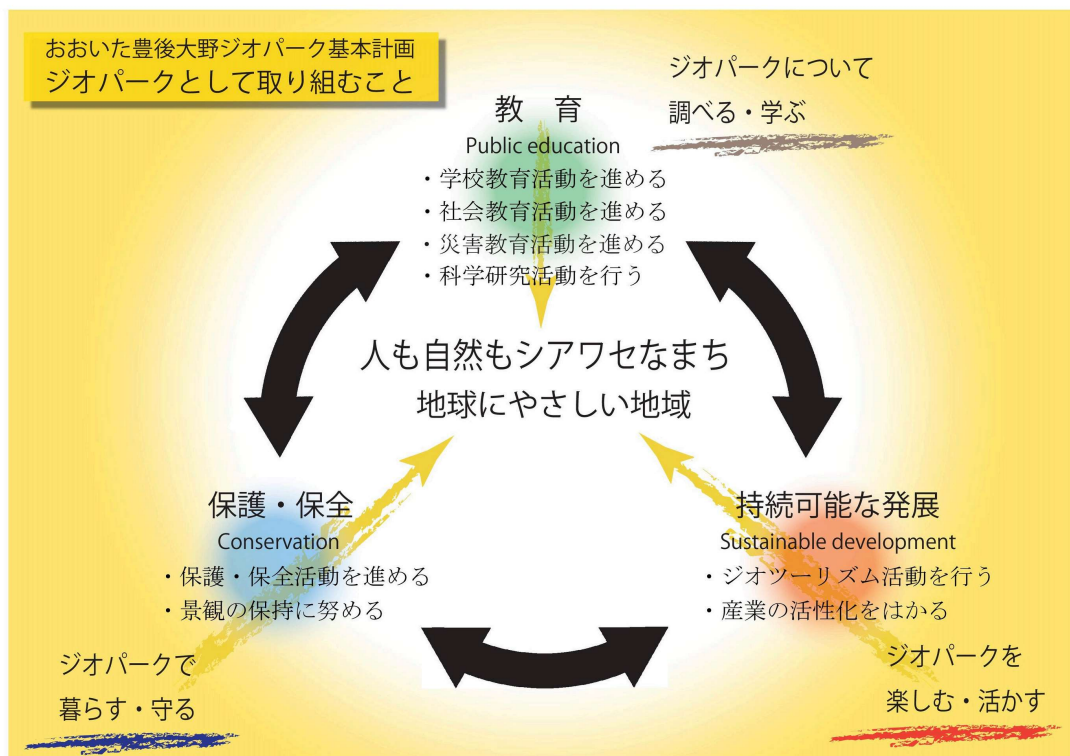 おおいた豊後大野ジオパーク基本計画
ジオパークとして取り組むこと
ジオパークについて
調べる・学ぶ
教　育
Public education
・学校教育活動を進める
・社会教育活動を進める
・災害教育活動を進める
・科学研究活動を行う
人も自然もシアワセなまち
地球にやさしい地域
保護・保全
Conservation
・保護・保全活動を進める
・景観の保持に努める
ジオパークで
暮らす・守る
持続可能な発展
Sustainable development
・ジオツーリズム活動を行う
・産業の活性化をはかる
ジオパークを
楽しむ・活かす